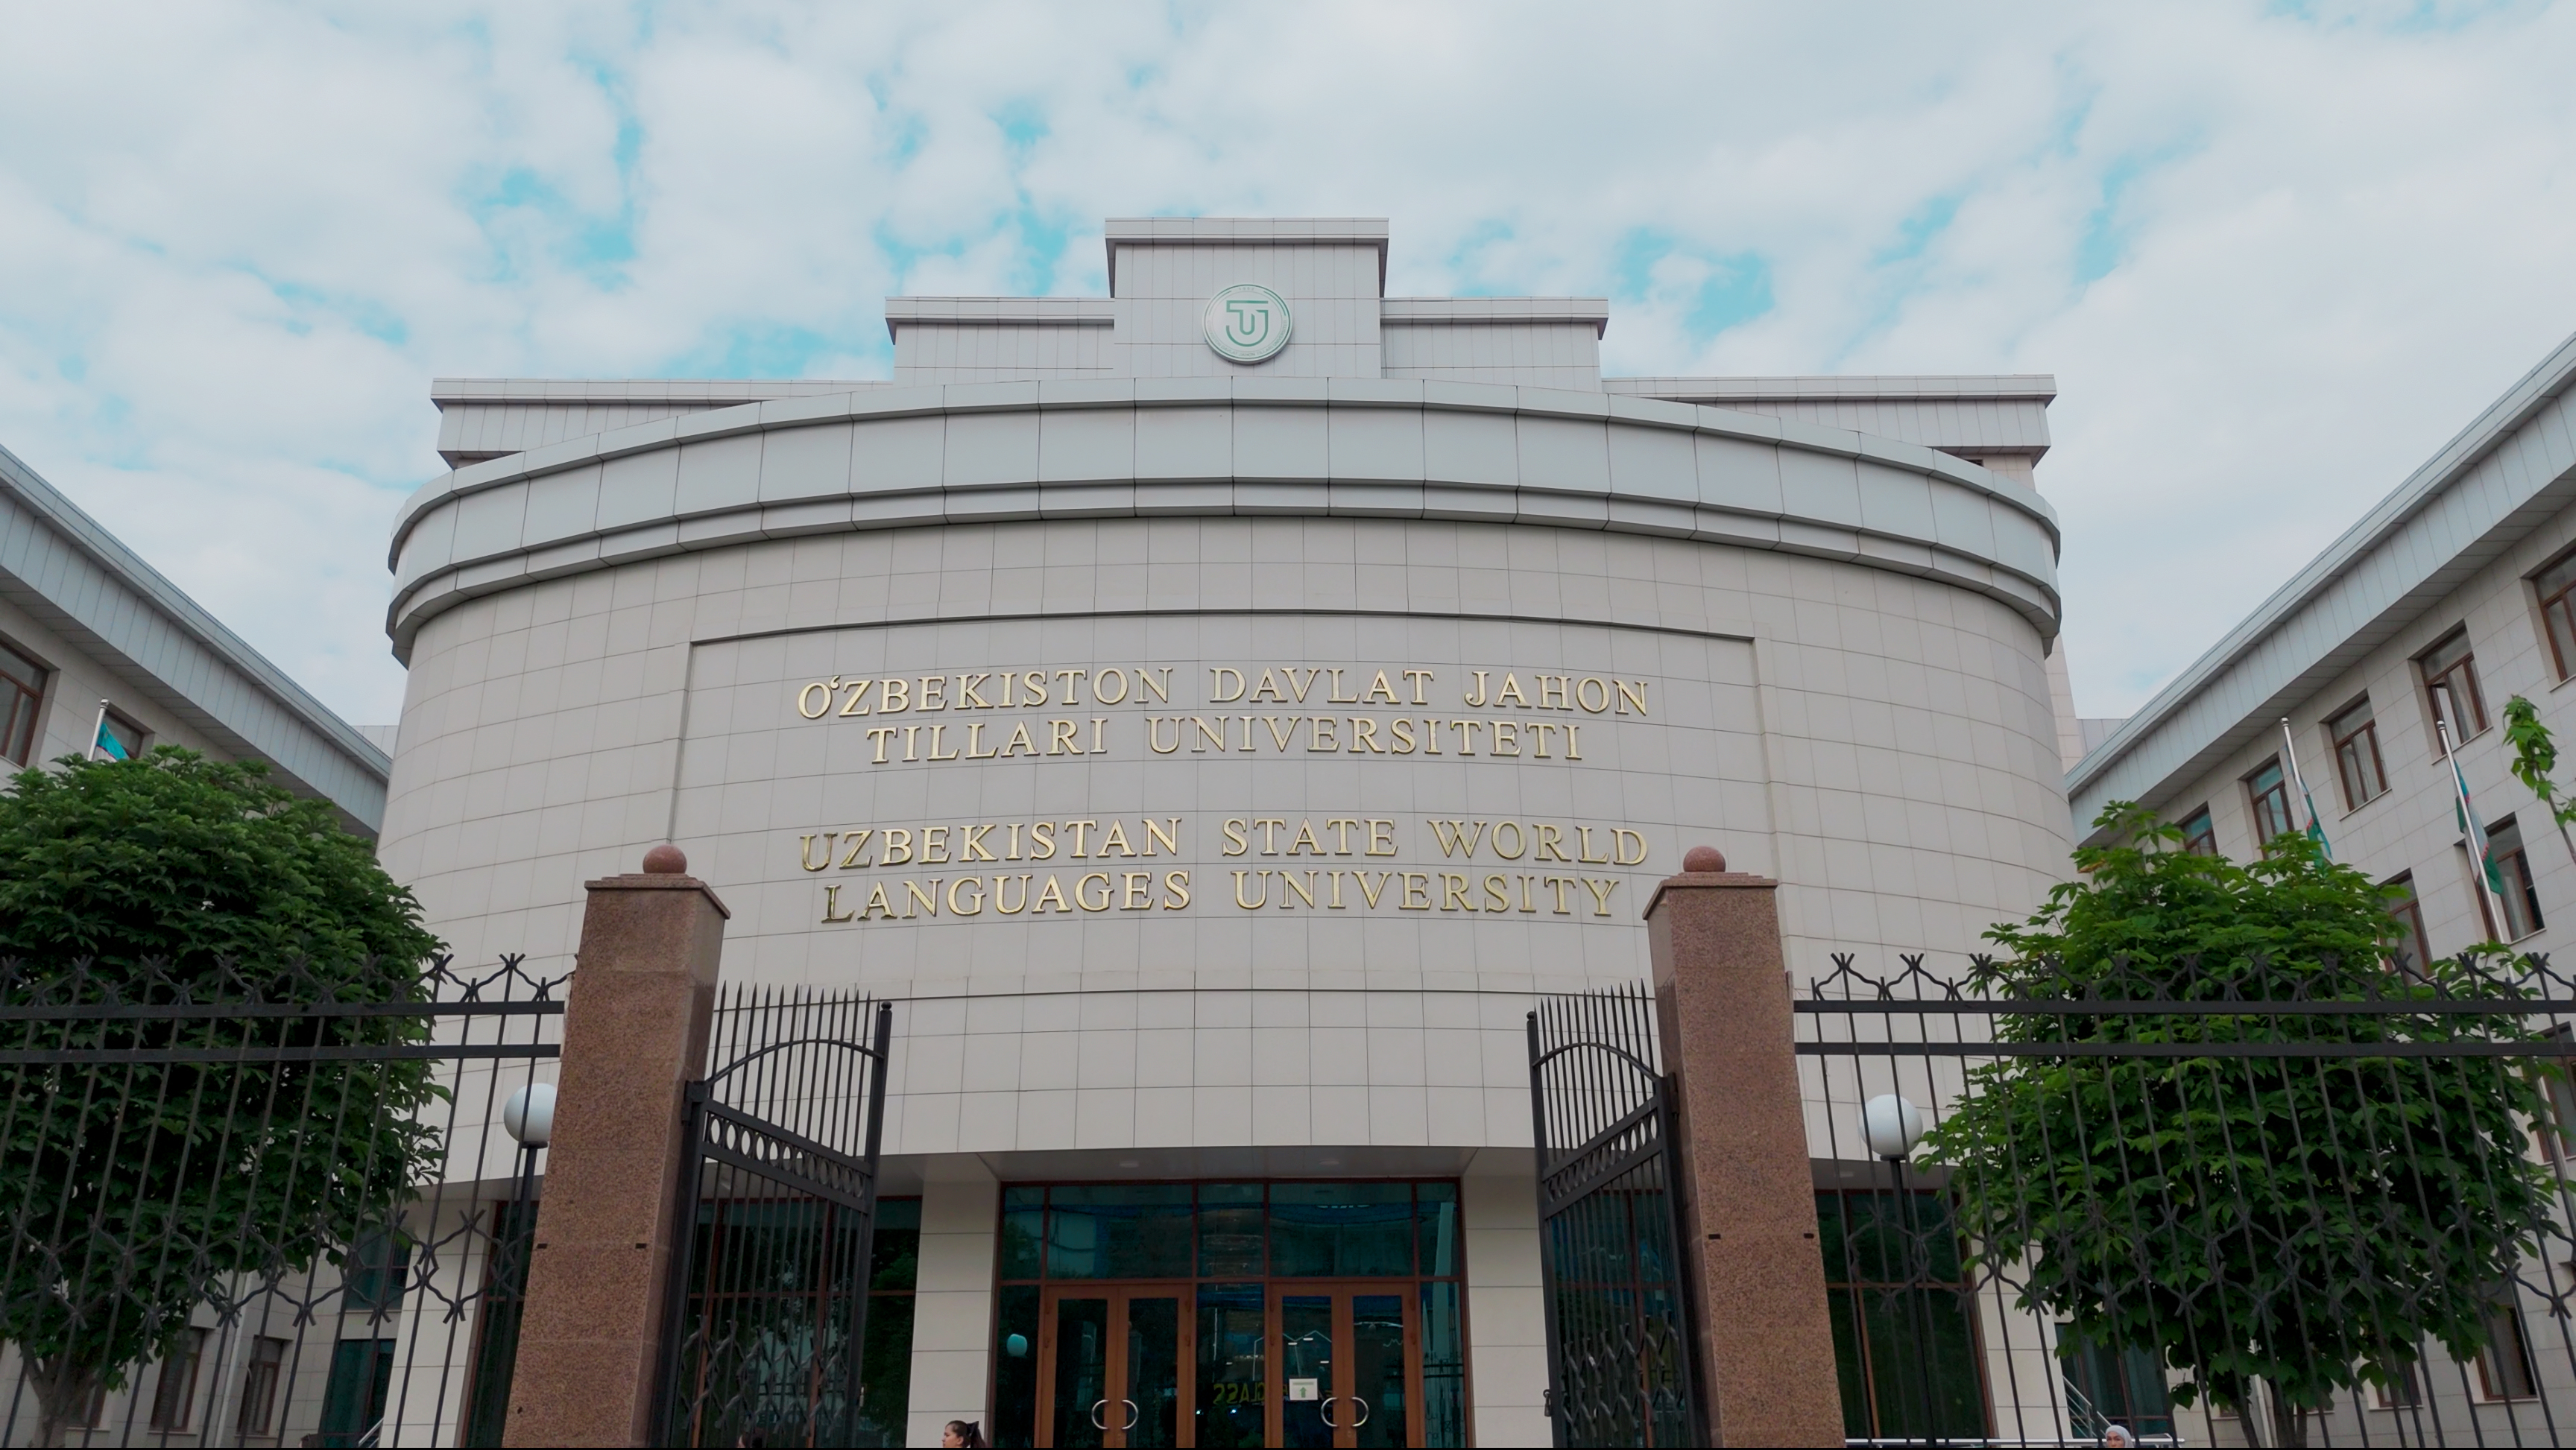 O‘ZBEKISTON DAVLAT JAHON
TILLARI UNIVERSITETI
UZBEKISTAN STATE WORLD
LANGUAGES UNIVERSITY